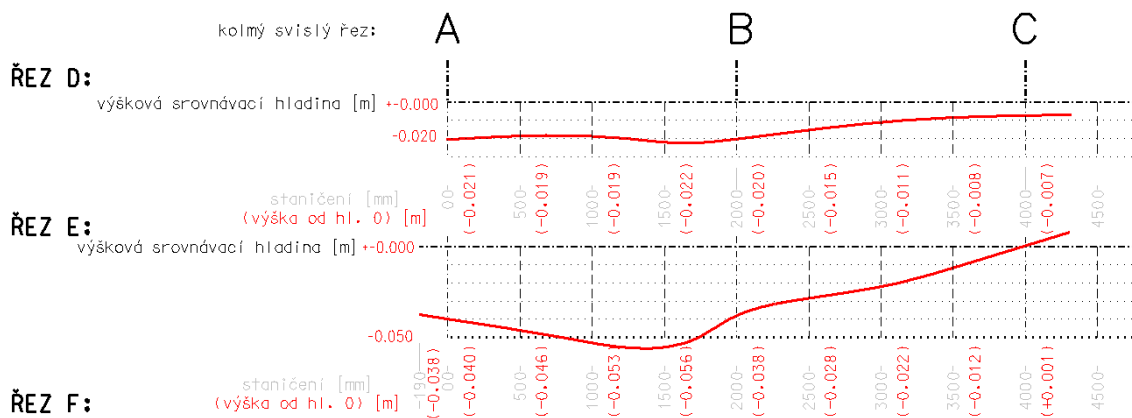 kolmý svislý řez: A B C
ŘEZ D:
výšková srovnávací hladina [m] +-0.000
-0.020
staničení [mm] 00- 500- 1000- 1500- 2000- 2500- 3000- 3500- 4000- 4500-
(výška od hl. 0) [m] (-0.021) (-0.019) (-0.019) (-0.022) (-0.020) (-0.015) (-0.011) (-0.008) (-0.007)
ŘEZ E:
výšková srovnávací hladina [m] +-0.000
-0.050
staničení [mm] -190- 00- 500- 1000- 1500- 2000- 2500- 3000- 3500- 4000- 4500-
(výška od hl. 0) [m] (-0.038) (-0.040) (-0.046) (-0.053) (-0.056) (-0.038) (-0.028) (-0.022) (-0.012) +0.001)
ŘEZ F: